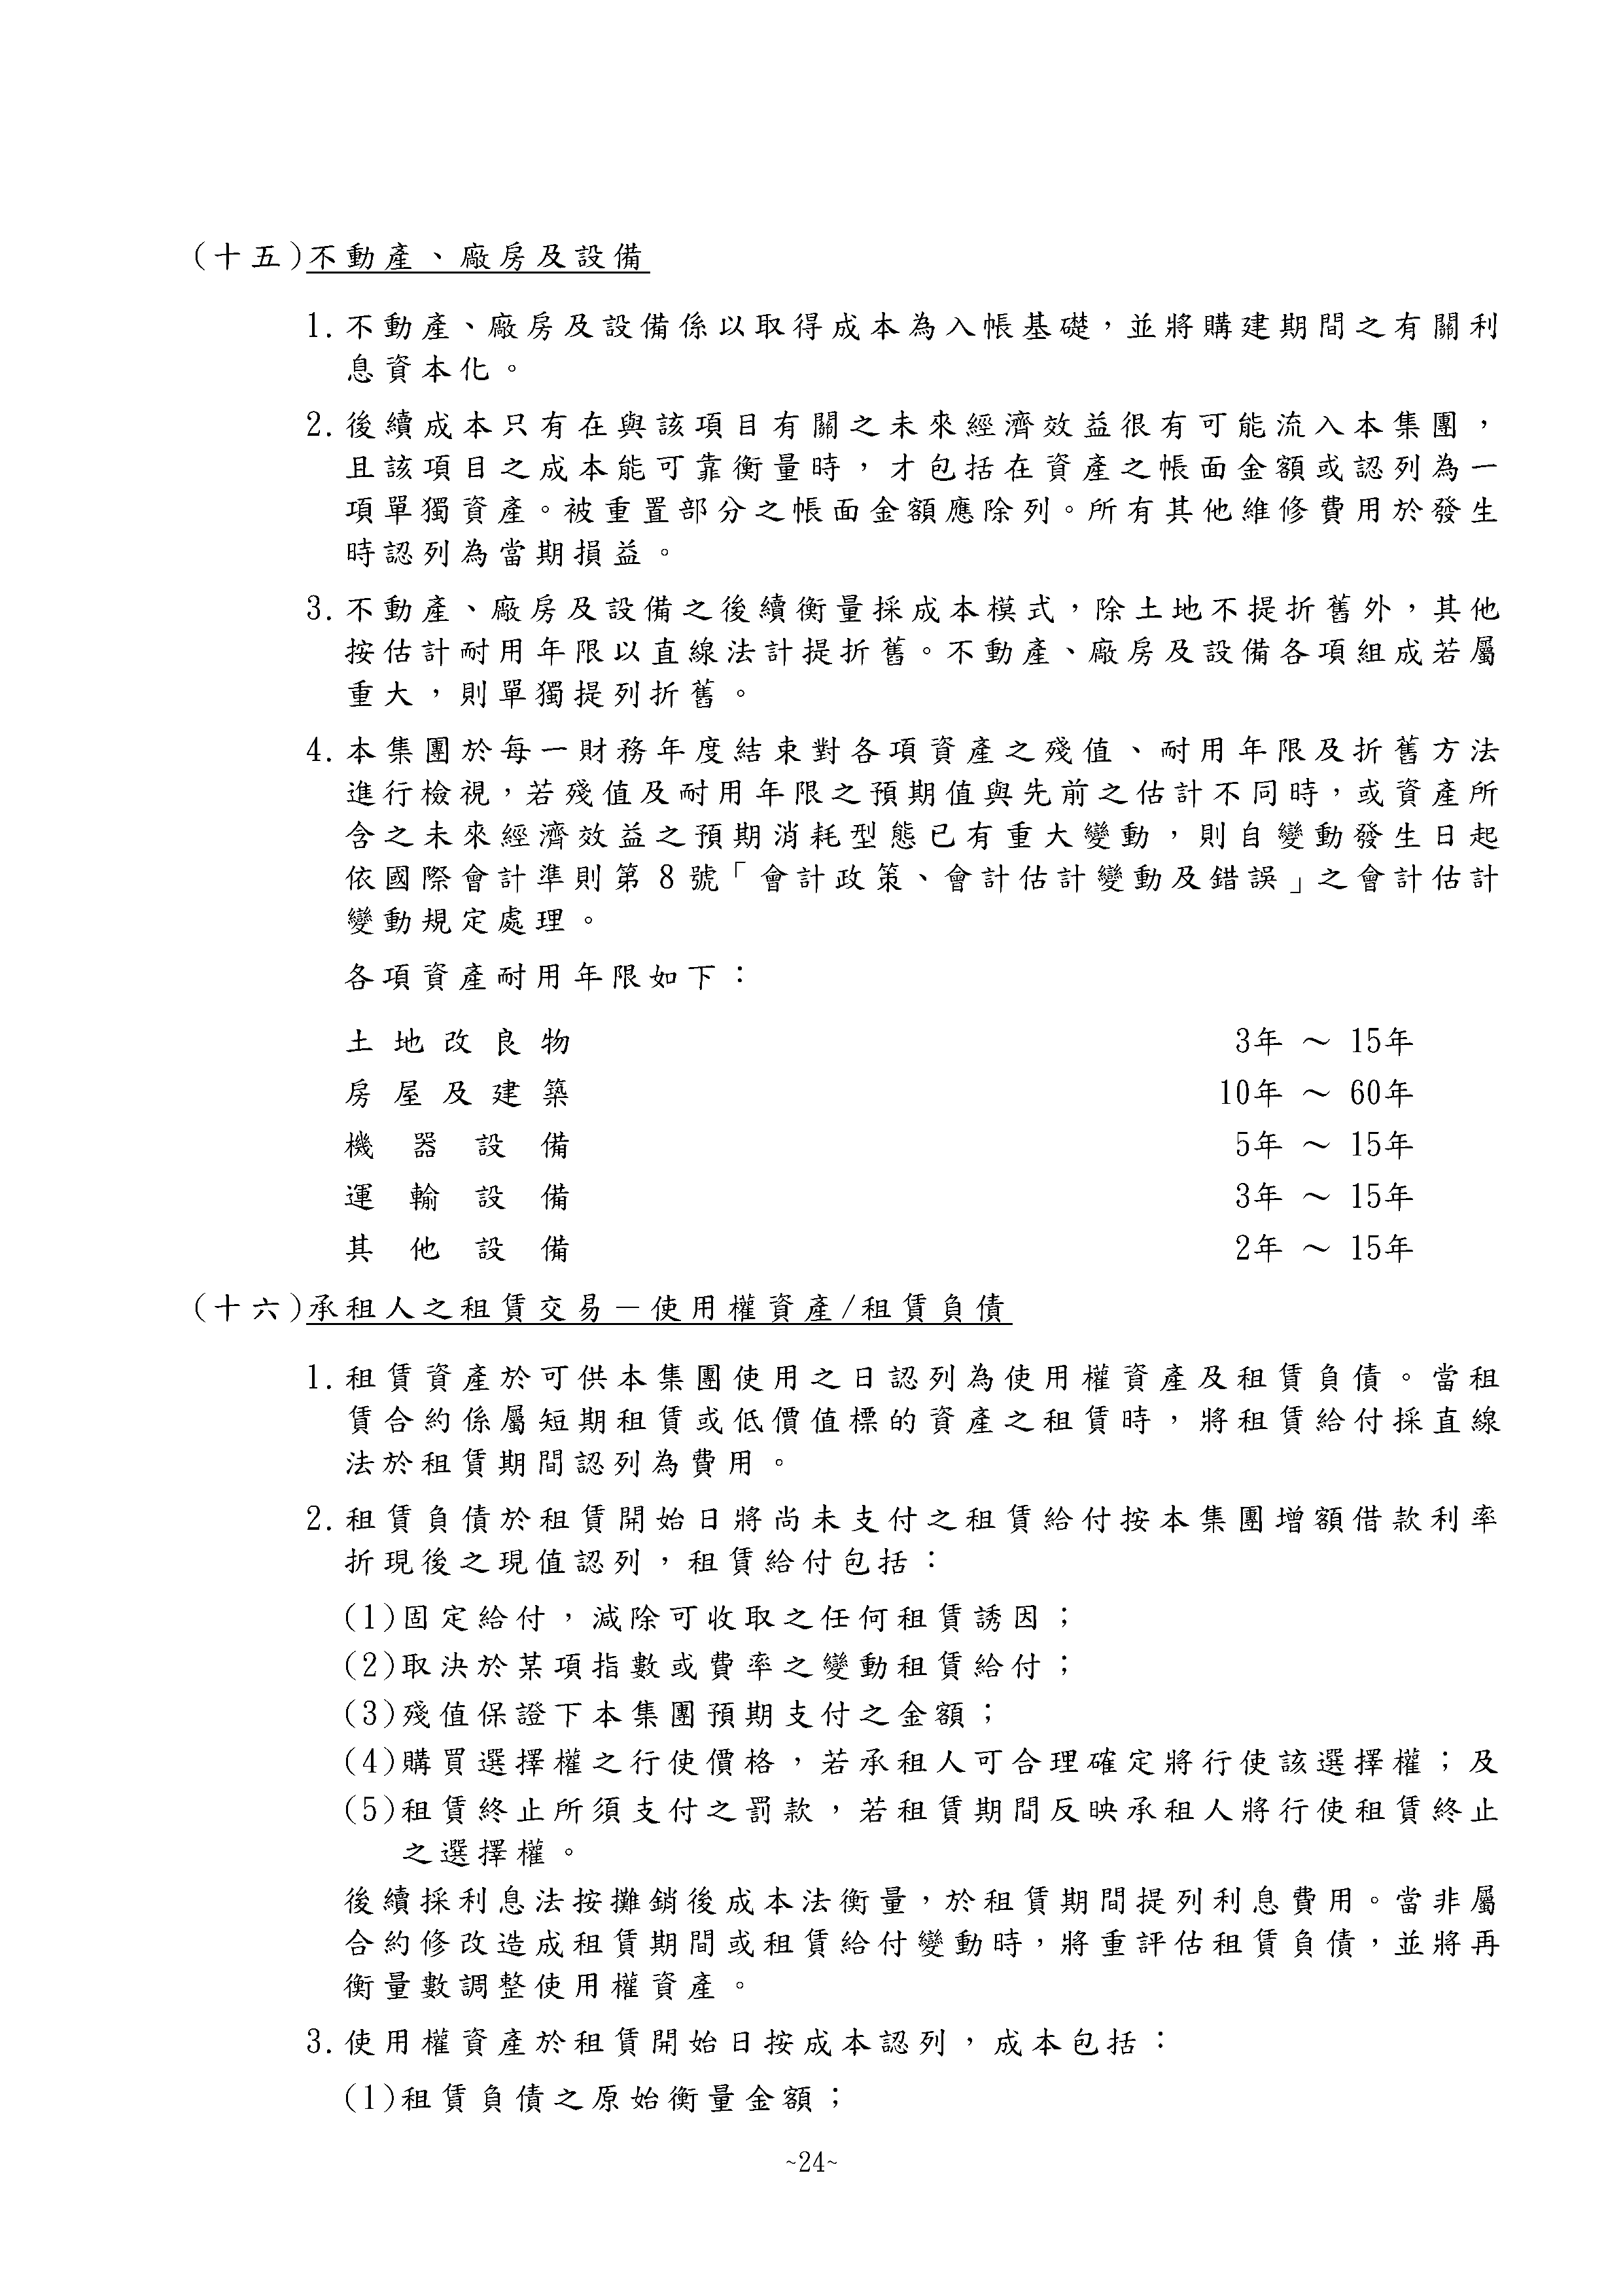 (十五)不動產、廠房及設備
1.不動產、廠房及設備係以取得成本為入帳基礎，並將購建期間之有關利
息資本化。
2.後續成本只有在與該項目有關之未來經濟效益很有可能流入本集團，
且該項目之成本能可靠衡量時，才包括在資產之帳面金額或認列為一
項單獨資產。被重置部分之帳面金額應除列。所有其他維修費用於發生
時認列為當期損益。
3.不動產、廠房及設備之後續衡量採成本模式，除土地不提折舊外，其他
按估計耐用年限以直線法計提折舊。不動產、廠房及設備各項組成若屬
重大，則單獨提列折舊。
4.本集團於每一財務年度結束對各項資產之殘值、耐用年限及折舊方法
進行檢視，若殘值及耐用年限之預期值與先前之估計不同時，或資產所
含之未來經濟效益之預期消耗型態已有重大變動，則自變動發生日起
依國際會計準則第 8 號「會計政策、會計估計變動及錯誤」之會計估計
變動規定處理。
各項資產耐用年限如下：
土地改良物 3年 ～ 15年
房屋及建築 10年 ～ 60年
機器設備 5年 ～ 15年
運輸設備 3年 ～ 15年
其他設備 2年 ～ 15年
(十六)承租人之租賃交易－使用權資產/租賃負債
1.租賃資產於可供本集團使用之日認列為使用權資產及租賃負債。當租
賃合約係屬短期租賃或低價值標的資產之租賃時，將租賃給付採直線
法於租賃期間認列為費用。
2.租賃負債於租賃開始日將尚未支付之租賃給付按本集團增額借款利率
折現後之現值認列，租賃給付包括：
(1)固定給付，減除可收取之任何租賃誘因；
(2)取決於某項指數或費率之變動租賃給付；
(3)殘值保證下本集團預期支付之金額；
(4)購買選擇權之行使價格，若承租人可合理確定將行使該選擇權；及
(5)租賃終止所須支付之罰款，若租賃期間反映承租人將行使租賃終止
之選擇權。
後續採利息法按攤銷後成本法衡量，於租賃期間提列利息費用。當非屬
合約修改造成租賃期間或租賃給付變動時，將重評估租賃負債，並將再
衡量數調整使用權資產。
3.使用權資產於租賃開始日按成本認列，成本包括：
(1)租賃負債之原始衡量金額；
~24~